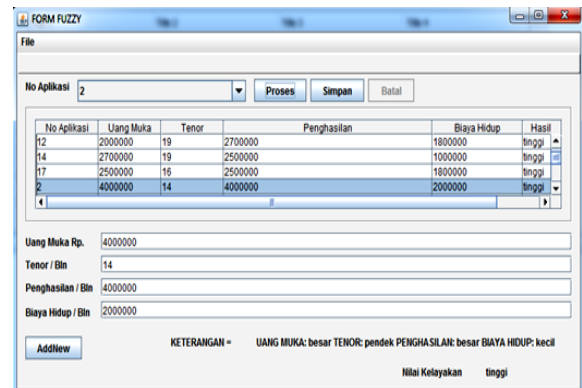 FORM FUZZY
File
No Aplikasi 2 Proses Simpan Batal
No Aplikasi Uang Muka Tenor Penghasilan Biaya Hidup Hasil
12 2000000 19 2700000 1800000 tinggi
14 2700000 19 2500000 1000000 tinggi
17 2500000 16 2500000 1800000 tinggi
2 4000000 14 4000000 2000000 tinggi
Uang Muka Rp. 4000000
Tenor / Bln 14
Penghasilan / Bln 4000000
Biaya Hidup / Bln 2000000
AddNew KETERANGAN = UANG MUKA: besar TENOR: pendek PENGHASILAN: besar BIAYA HIDUP: kecil
Nilai Kelayakan tinggi